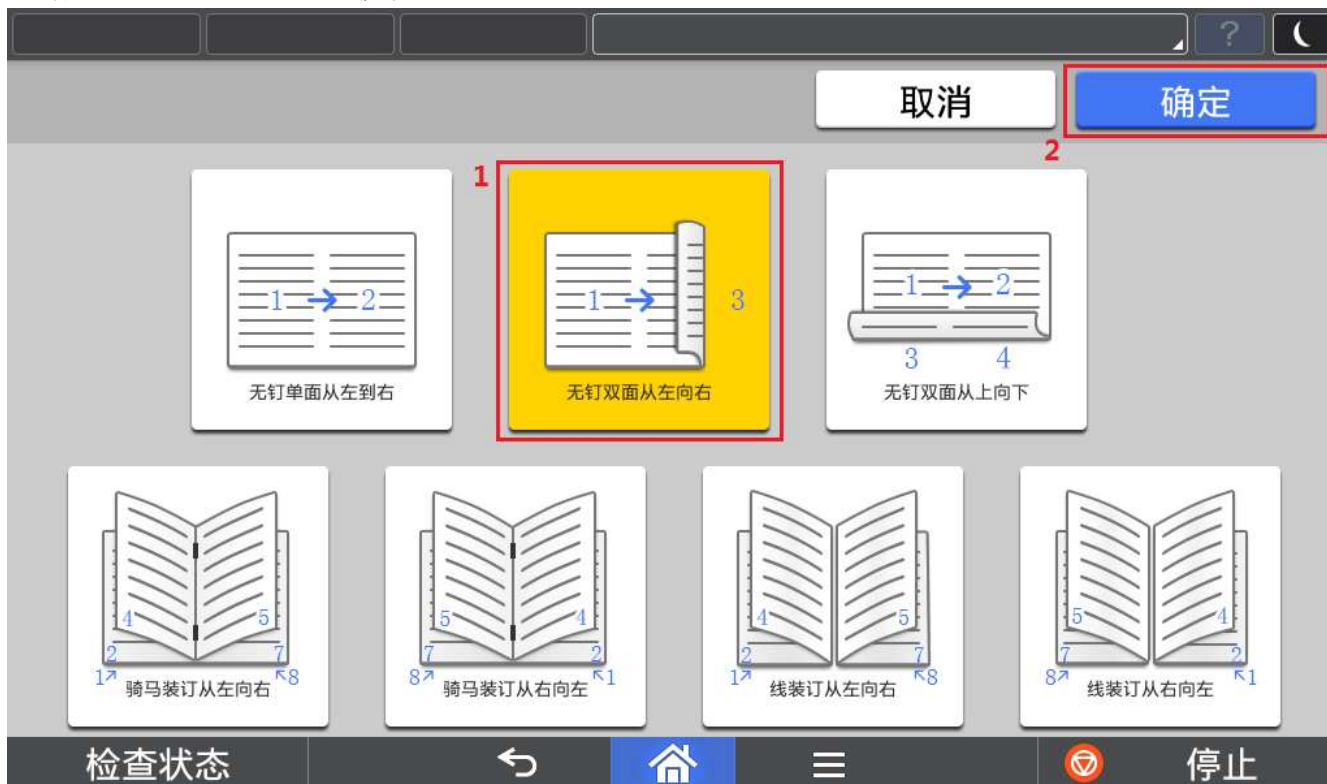 ?
取消
确定
2
1
1 → 2
无钉单面从左到右
1 → 3
无钉双面从左向右
1 → 2
3 4
无钉双面从上向下
4 5
2 7
1↗ ↖8
骑马装订从左向右
5 4
7 2
8↗ ↖1
骑马装订从右向左
4 5
2 7
1↗ ↖8
线装订从左向右
5 4
7 2
8↗ ↖1
线装订从右向左
检查状态
停止